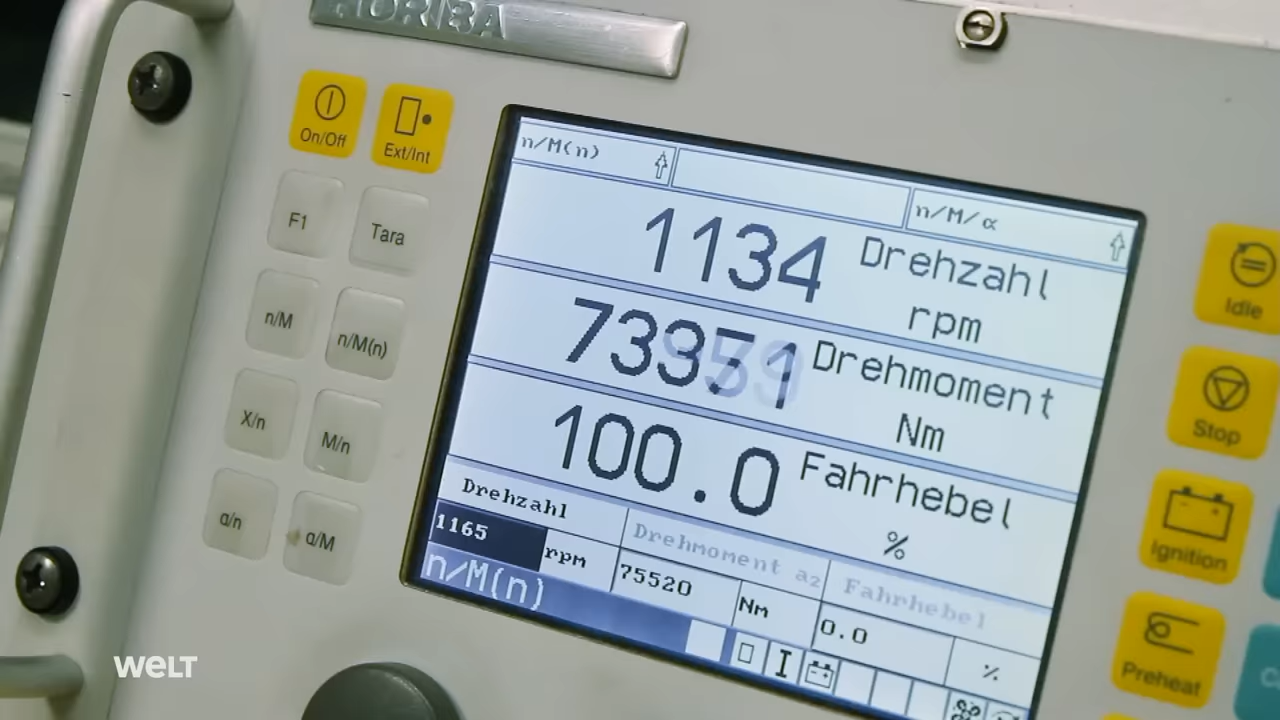 HORIBA
On/Off
Ext/Int
F1
Tara
n/M
n/M(n)
X/n
M/n
α/n
α/M
n/M(n)
n/M/α
1134 Drehzahl
rpm
Drehmoment
Nm
100.0 Fahrhebel
%
Drehzahl
1165 rpm
Drehmoment a2
75520 Nm
Fahrhebel
0.0 %
n/M(n)
Idle
Stop
Ignition
Preheat
WELT